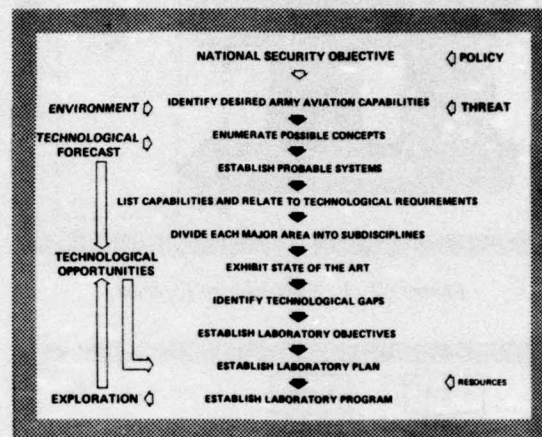 NATIONAL SECURITY OBJECTIVE
POLICY
ENVIRONMENT
IDENTIFY DESIRED ARMY AVIATION CAPABILITIES
THREAT
TECHNOLOGICAL
FORECAST
ENUMERATE POSSIBLE CONCEPTS
ESTABLISH PROBABLE SYSTEMS
LIST CAPABILITIES AND RELATE TO TECHNOLOGICAL REQUIREMENTS
DIVIDE EACH MAJOR AREA INTO SUBDISCIPLINES
TECHNOLOGICAL
OPPORTUNITIES
EXHIBIT STATE OF THE ART
IDENTIFY TECHNOLOGICAL GAPS
ESTABLISH LABORATORY OBJECTIVES
ESTABLISH LABORATORY PLAN
RESOURCES
EXPLORATION
ESTABLISH LABORATORY PROGRAM